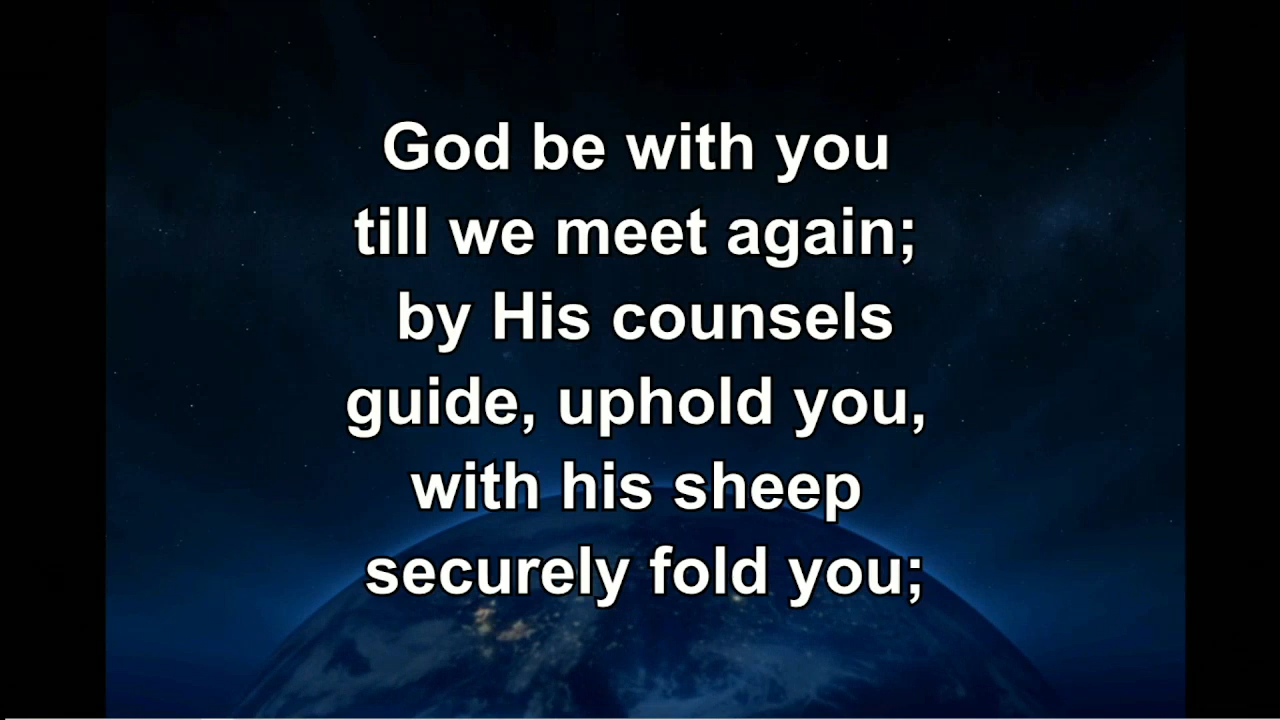 God be with you
till we meet again;
by His counsels
guide, uphold you,
with his sheep
securely fold you;